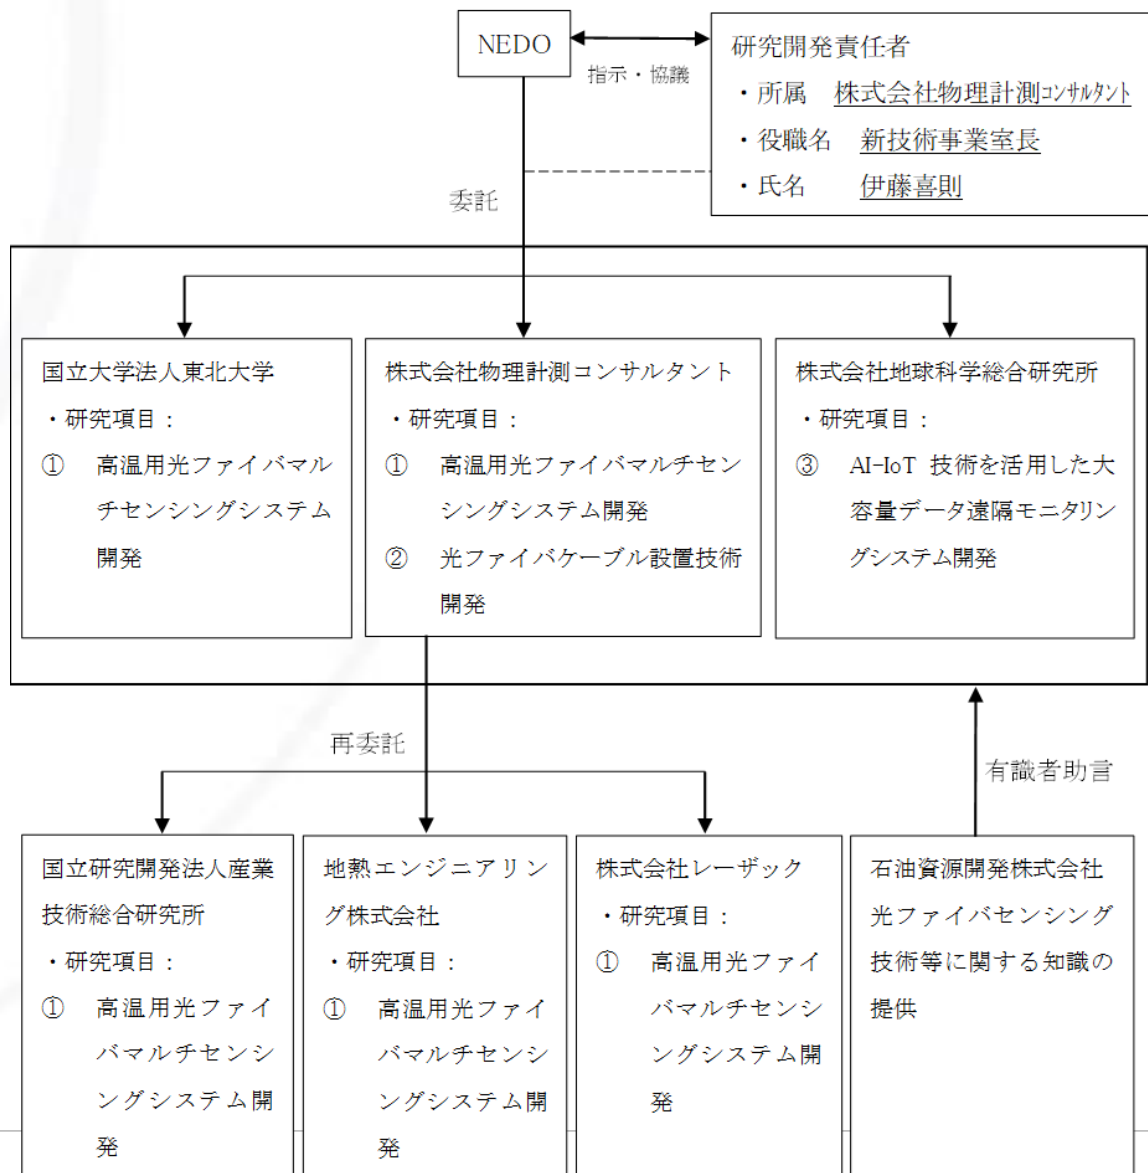 NEDO
指示・協議
研究開発責任者
・所属　株式会社物理計測ｺﾝｻﾙﾀﾝﾄ
・役職名　新技術事業室長
・氏名　伊藤喜則
委託
国立大学法人東北大学
・研究項目：
①　高温用光ファイバマル
チセンシングシステム
開発
株式会社物理計測コンサルタント
・研究項目：
①　高温用光ファイバマルチセン
シングシステム開発
②　光ファイバケーブル設置技術
開発
株式会社地球科学総合研究所
・研究項目：
③　AI-IoT 技術を活用した大
容量データ遠隔モニタリン
グシステム開発
再委託
有識者助言
国立研究開発法人産業
技術総合研究所
・研究項目：
①　高温用光ファイ
バマルチセンシ
ングシステム開
発
地熱エンジニアリン
グ株式会社
・研究項目：
①　高温用光ファイ
バマルチセンシ
ングシステム開
発
株式会社レーザック
・研究項目：
①　高温用光ファイ
バマルチセンシ
ングシステム開
発
石油資源開発株式会社
光ファイバセンシング
技術等に関する知識の
提供